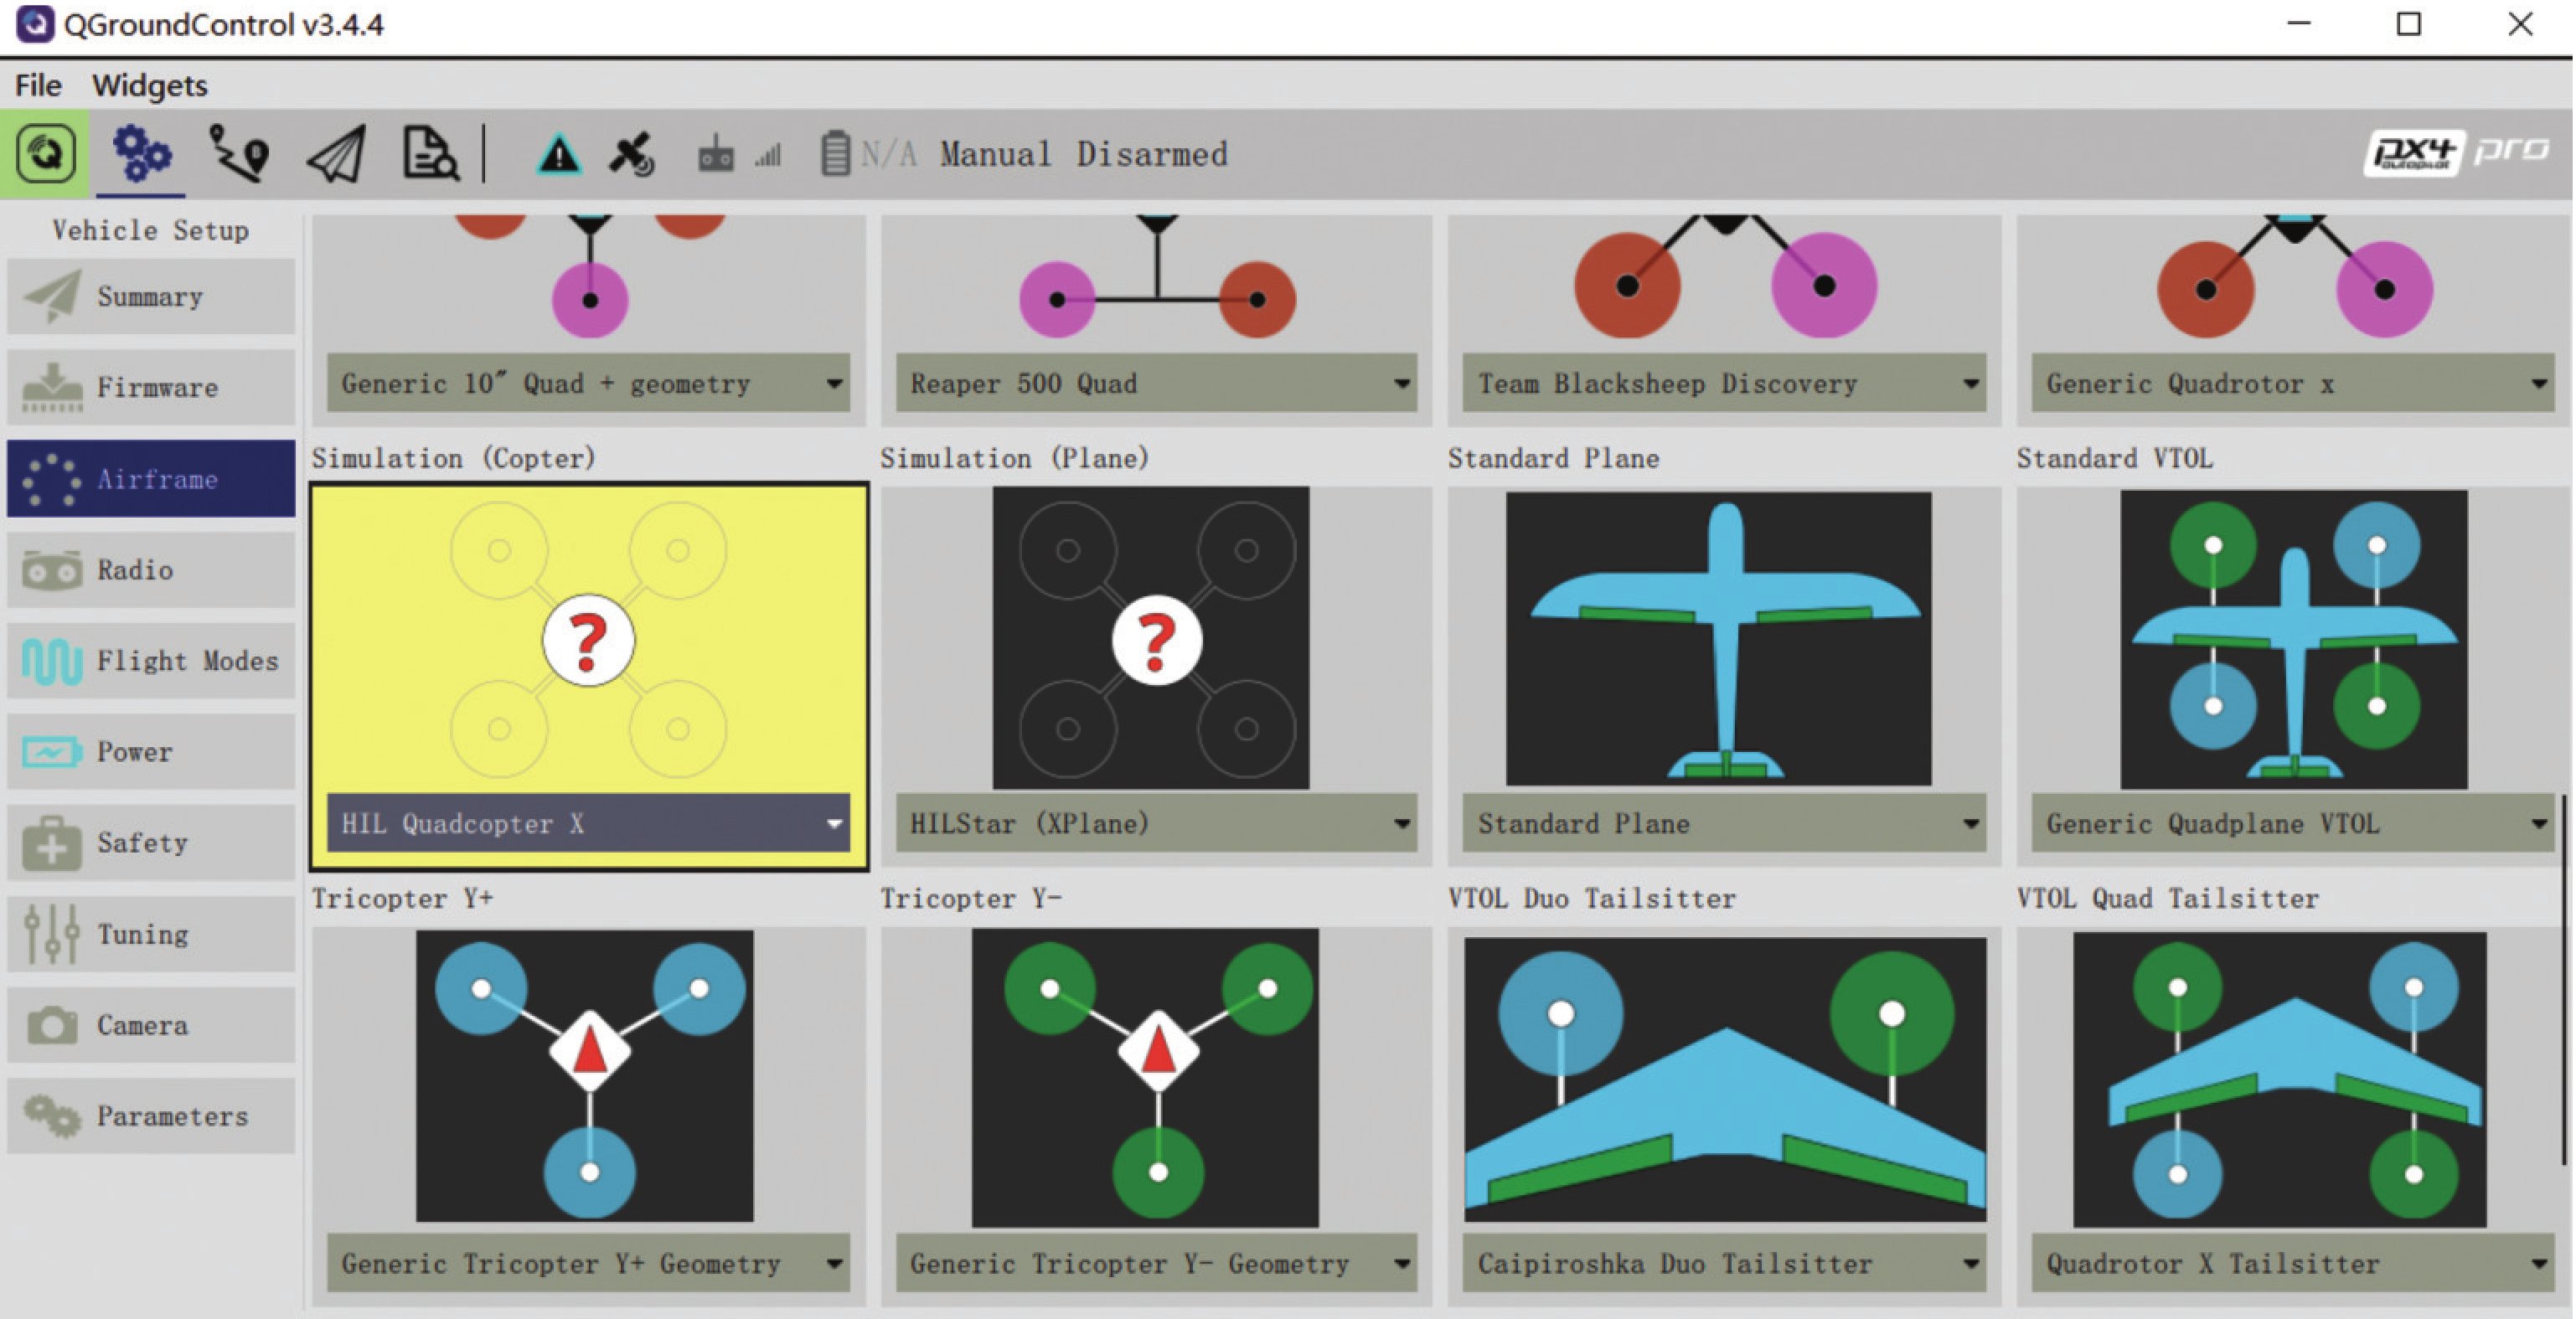 QGroundControl v3.4.4
File Widgets
N/A Manual Disarmed
px4 autopilot pro
Vehicle Setup
Summary
Firmware
Airframe
Radio
Flight Modes
Power
Safety
Tuning
Camera
Parameters
Generic 10" Quad + geometry
Reaper 500 Quad
Team Blacksheep Discovery
Generic Quadrotor x
Simulation (Copter)
Simulation (Plane)
Standard Plane
Standard VTOL
?
?
HIL Quadcopter X
HILStar (XPlane)
Standard Plane
Generic Quadplane VTOL
Tricopter Y+
Tricopter Y-
VTOL Duo Tailsitter
VTOL Quad Tailsitter
Generic Tricopter Y+ Geometry
Generic Tricopter Y- Geometry
Caipiroshka Duo Tailsitter
Quadrotor X Tailsitter